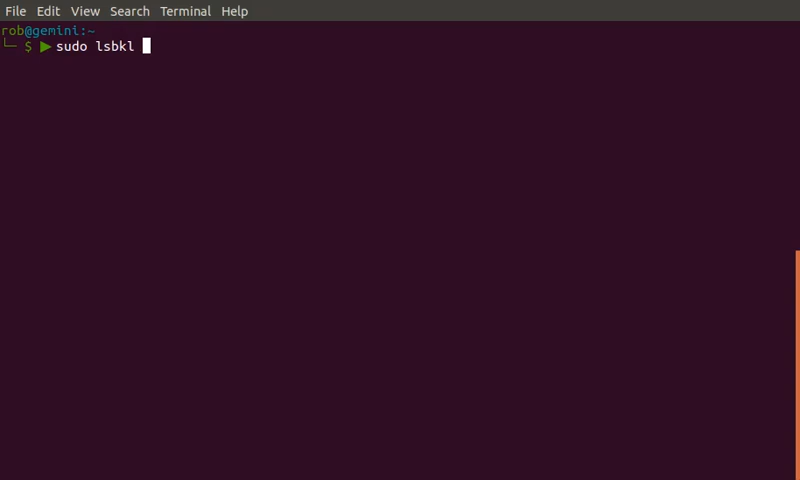 File Edit View Search Terminal Help
rob@gemini:~
└─ $ ▶ sudo lsbkl